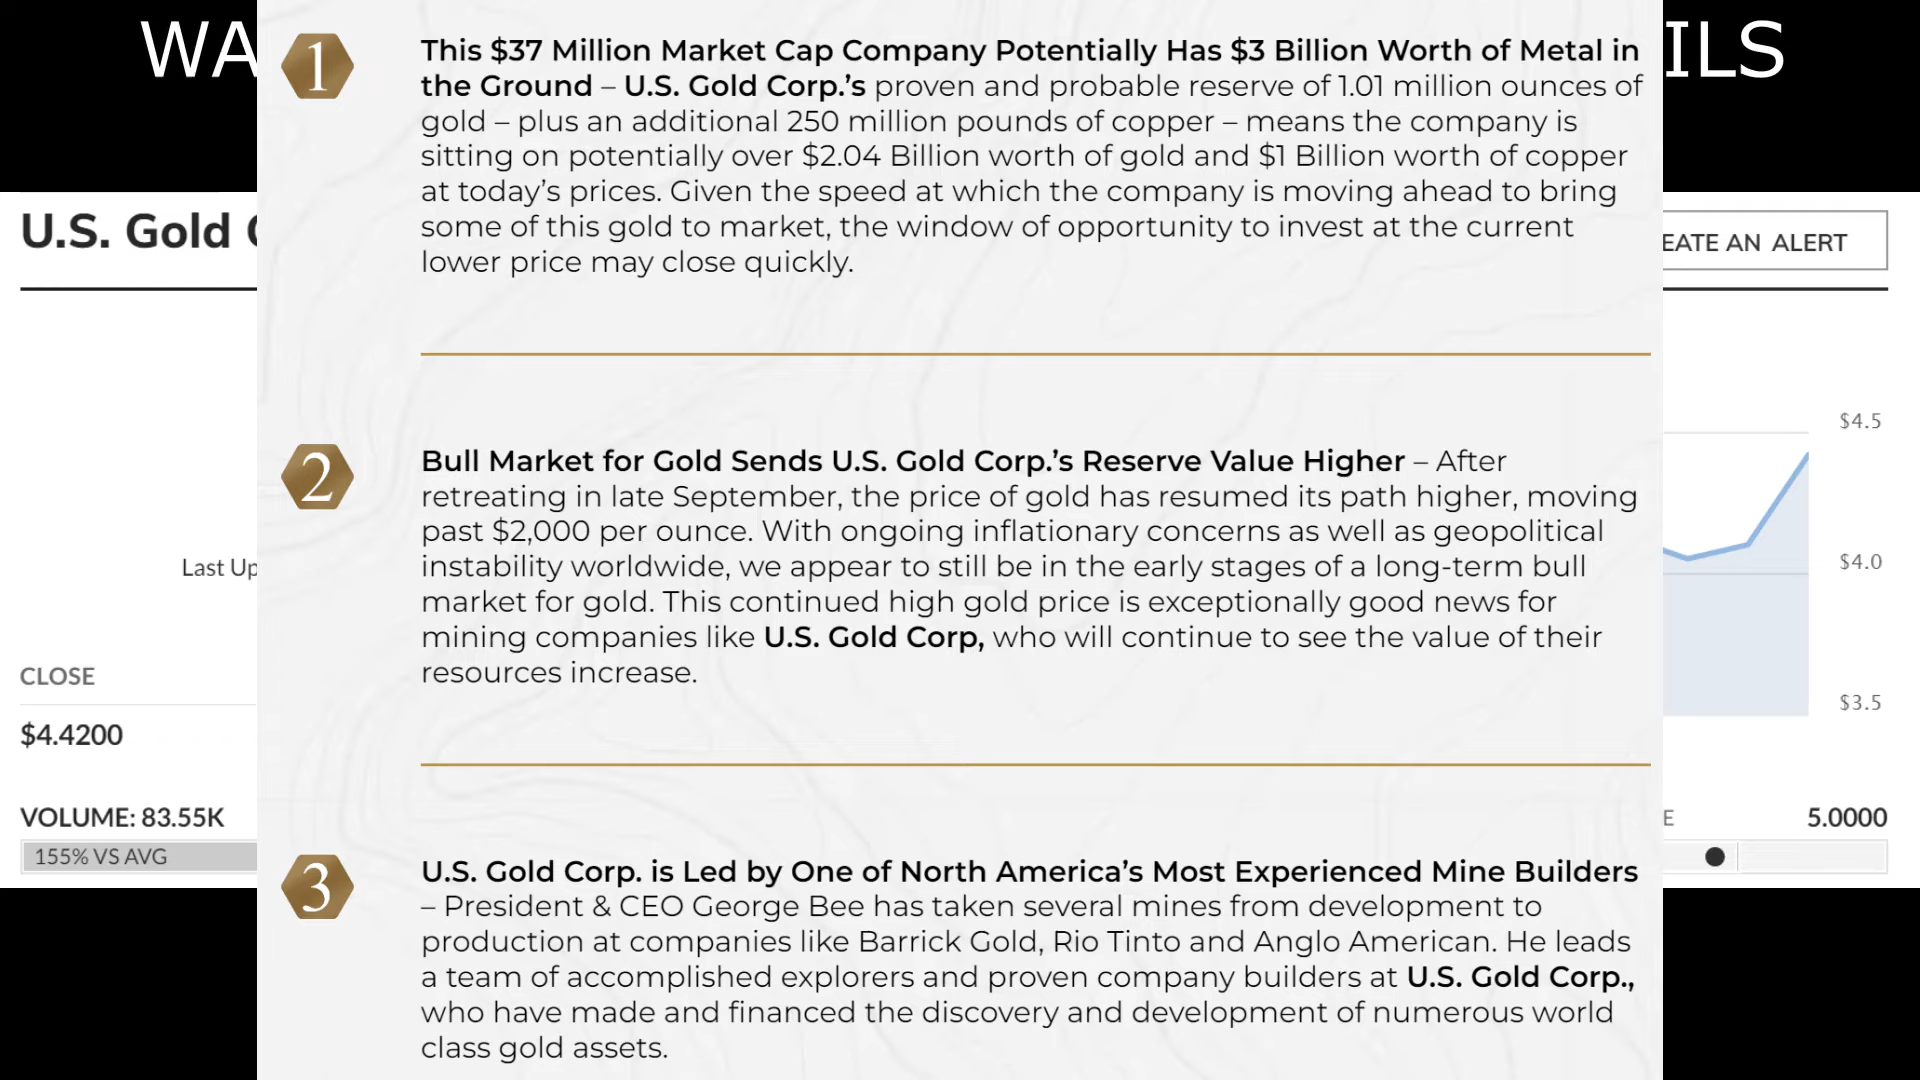 WA
ILS
U.S. Gold
EATE AN ALERT
1
This $37 Million Market Cap Company Potentially Has $3 Billion Worth of Metal in
the Ground – U.S. Gold Corp.’s proven and probable reserve of 1.01 million ounces of
gold – plus an additional 250 million pounds of copper – means the company is
sitting on potentially over $2.04 Billion worth of gold and $1 Billion worth of copper
at today’s prices. Given the speed at which the company is moving ahead to bring
some of this gold to market, the window of opportunity to invest at the current
lower price may close quickly.
2
Bull Market for Gold Sends U.S. Gold Corp.’s Reserve Value Higher – After
retreating in late September, the price of gold has resumed its path higher, moving
past $2,000 per ounce. With ongoing inflationary concerns as well as geopolitical
instability worldwide, we appear to still be in the early stages of a long-term bull
market for gold. This continued high gold price is exceptionally good news for
mining companies like U.S. Gold Corp, who will continue to see the value of their
resources increase.
3
U.S. Gold Corp. is Led by One of North America’s Most Experienced Mine Builders
– President & CEO George Bee has taken several mines from development to
production at companies like Barrick Gold, Rio Tinto and Anglo American. He leads
a team of accomplished explorers and proven company builders at U.S. Gold Corp.,
who have made and financed the discovery and development of numerous world
class gold assets.
Last Up
CLOSE
$4.4200
VOLUME: 83.55K
155% VS AVG
$4.5
$4.0
$3.5
E
5.0000